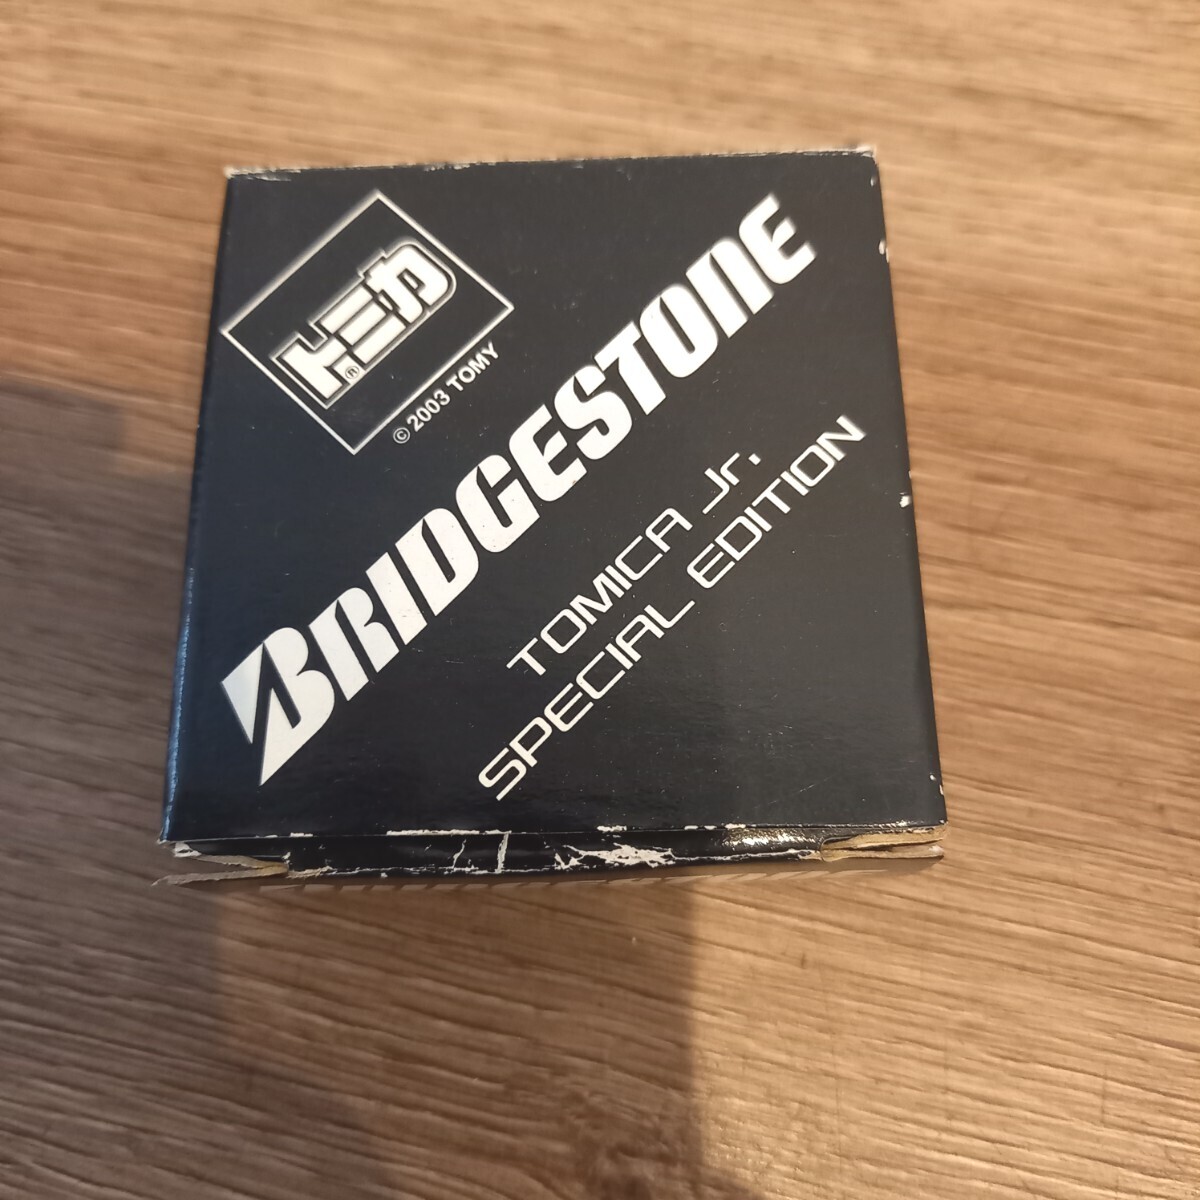 トミカ®
© 2003 TOMY
BRIDGESTONE
TOMICA Jr.
SPECIAL EDITION